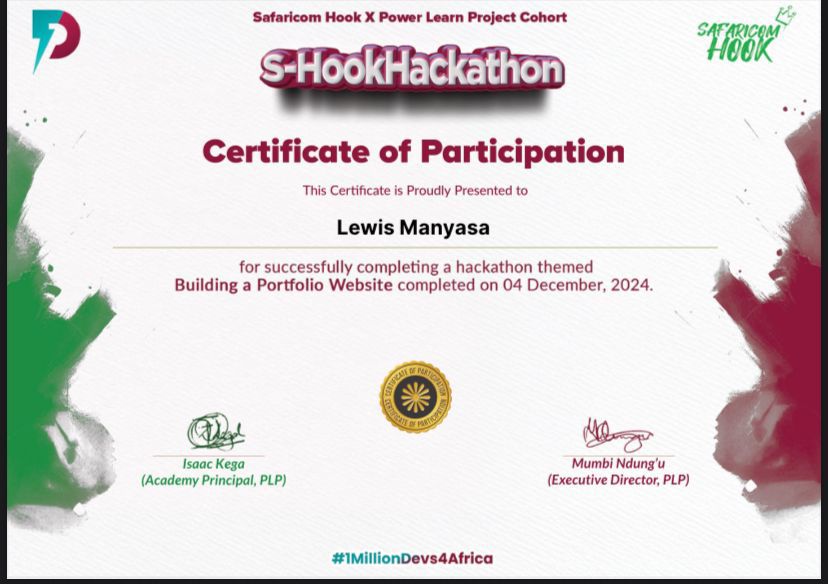 Safaricom Hook X Power Learn Project Cohort
SAFARICOM
HOOK
s-HookHackathon
Certificate of Participation
This Certificate is Proudly Presented to
Lewis Manyasa
for successfully completing a hackathon themed
Building a Portfolio Website completed on 04 December, 2024.
CERTIFICATE OF PARTICIPATION
CERTIFICATE OF PARTICIPATION
Isaac Kega
(Academy Principal, PLP)
Mumbi Ndung’u
(Executive Director, PLP)
#1MillionDevs4Africa